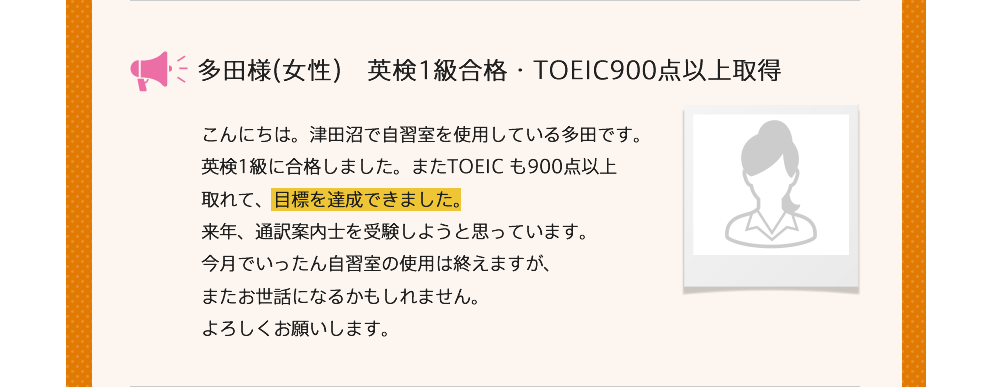 多田様(女性)　英検1級合格・TOEIC900点以上取得
こんにちは。津田沼で自習室を使用している多田です。
英検1級に合格しました。またTOEIC も900点以上
取れて、目標を達成できました。
来年、通訳案内士を受験しようと思っています。
今月でいったん自習室の使用は終えますが、
またお世話になるかもしれません。
よろしくお願いします。